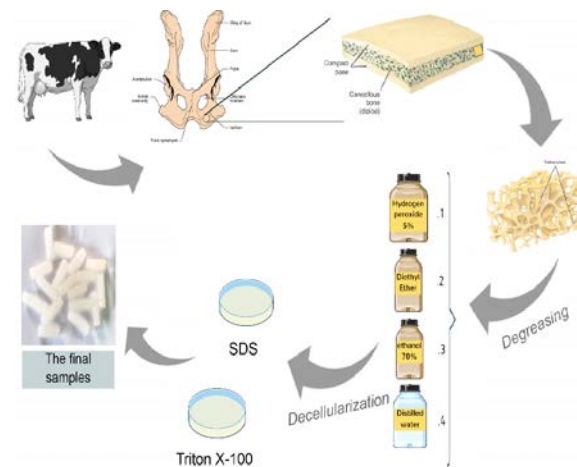 Compact
bone
Cancellous
bone
(diploe)
Hydrogen
peroxide
5%
.1
Diethyl
Ether
.2
ethanol
70%
.3
Distilled
water
.4
Degreasing
Decellularization
SDS
Triton X-100
The final
samples